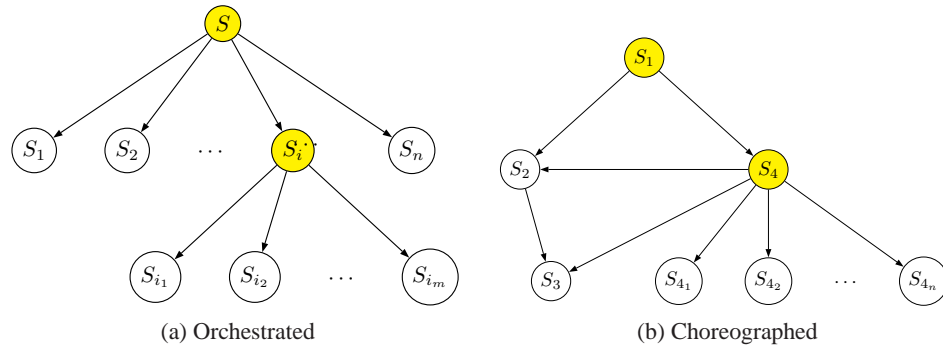 S
S₁ S₂ ... Sᵢ ... Sₙ
Sᵢ₁ Sᵢ₂ ... Sᵢₘ
(a) Orchestrated
S₁
S₂ S₄
S₃ S₄₁ S₄₂ ... S₄ₙ
(b) Choreographed